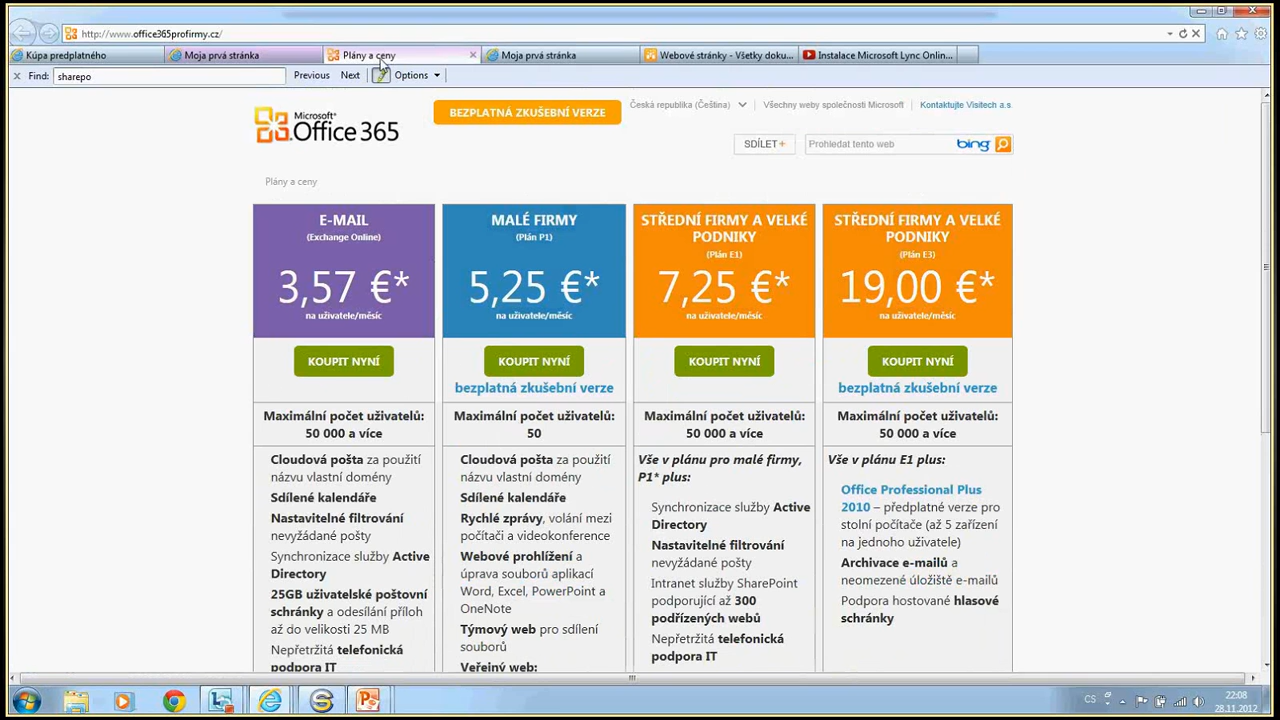 http://www.office365profirmy.cz/
Kúpa predplatného
Moja prvá stránka
Plány a ceny
Moja prvá stránka
Webové stránky - Všetky doku...
Instalace Microsoft Lync Onlin...
Find: sharepo
Previous
Next
Options
Microsoft®
Office 365
BEZPLATNÁ ZKUŠEBNÍ VERZE
Česká republika (Čeština)
Všechny weby společnosti Microsoft
Kontaktujte Visitech a.s
SDÍLET+
Prohledat tento web
bing
Plány a ceny
E-MAIL
(Exchange Online)
3,57 €*
na uživatele/měsíc
KOUPIT NYNÍ
Maximální počet uživatelů:
50 000 a více
Cloudová pošta za použití
názvu vlastní domény
Sdílené kalendáře
Nastavitelné filtrování
nevyžádané pošty
Synchronizace služby Active
Directory
25GB uživatelské poštovní
schránky a odesílání příloh
až do velikosti 25 MB
Nepřetržitá telefonická
podpora IT
MALÉ FIRMY
(Plán P1)
5,25 €*
na uživatele/měsíc
KOUPIT NYNÍ
bezplatná zkušební verze
Maximální počet uživatelů:
50
Cloudová pošta za použití
názvu vlastní domény
Sdílené kalendáře
Rychlé zprávy, volání mezi
počítači a videokonference
Webové prohlížení a
úprava souborů aplikací
Word, Excel, PowerPoint a
OneNote
Týmový web pro sdílení
souborů
Veřejný web:
STŘEDNÍ FIRMY A VELKÉ
PODNIKY
(Plán E1)
7,25 €*
na uživatele/měsíc
KOUPIT NYNÍ
Maximální počet uživatelů:
50 000 a více
Vše v plánu pro malé firmy,
P1* plus:
Synchronizace služby Active
Directory
Nastavitelné filtrování
nevyžádané pošty
Intranet služby SharePoint
podporující až 300
podřízených webů
Nepřetržitá telefonická
podpora IT
STŘEDNÍ FIRMY A VELKÉ
PODNIKY
(Plán E3)
19,00 €*
na uživatele/měsíc
KOUPIT NYNÍ
bezplatná zkušební verze
Maximální počet uživatelů:
50 000 a více
Vše v plánu E1 plus:
Office Professional Plus
2010 – předplatné verze pro
stolní počítače (až 5 zařízení
na jednoho uživatele)
Archivace e-mailů a
neomezené úložiště e-mailů
Podpora hostované hlasové
schránky
CS
22:08
28.11.2012